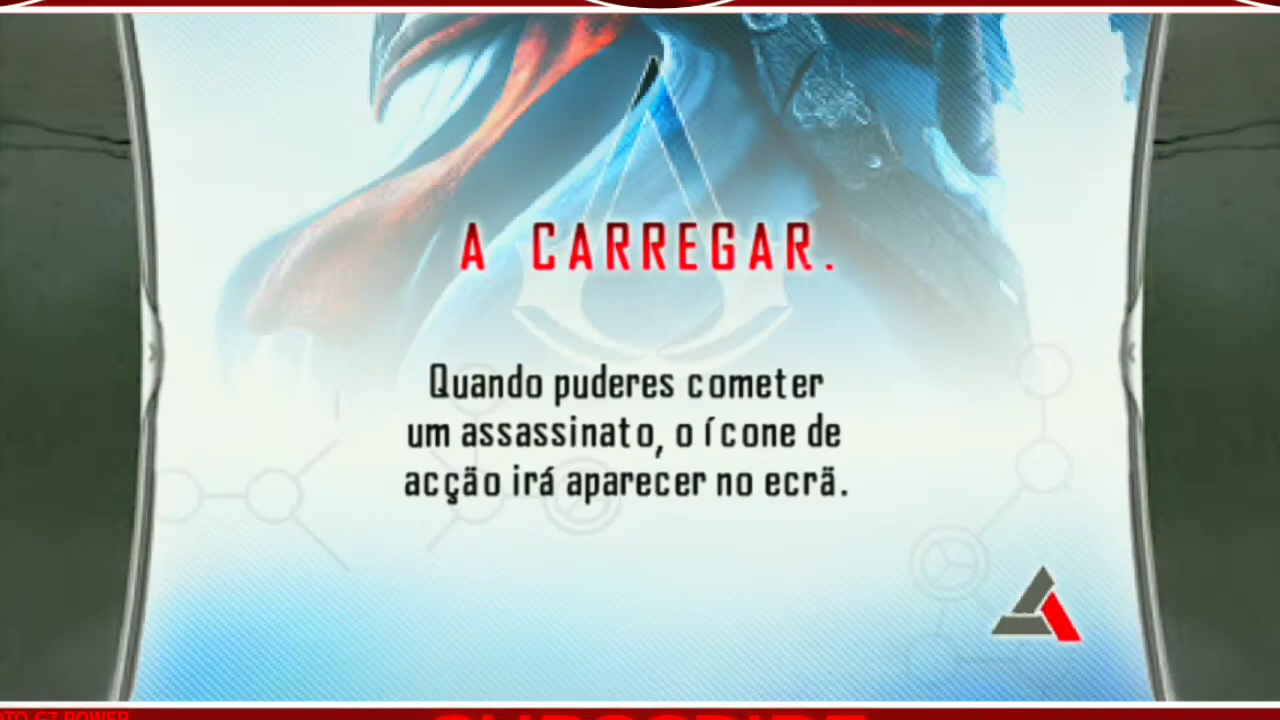 A CARREGAR.
Quando puderes cometer
um assassinato, o ícone de
acção irá aparecer no ecrã.